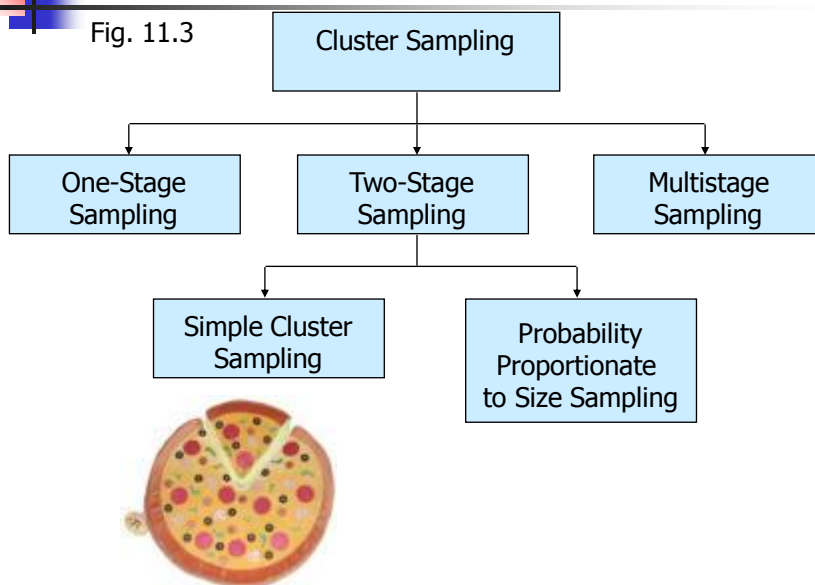 Fig. 11.3
Cluster Sampling
One-Stage
Sampling
Two-Stage
Sampling
Multistage
Sampling
Simple Cluster
Sampling
Probability
Proportionate
to Size Sampling